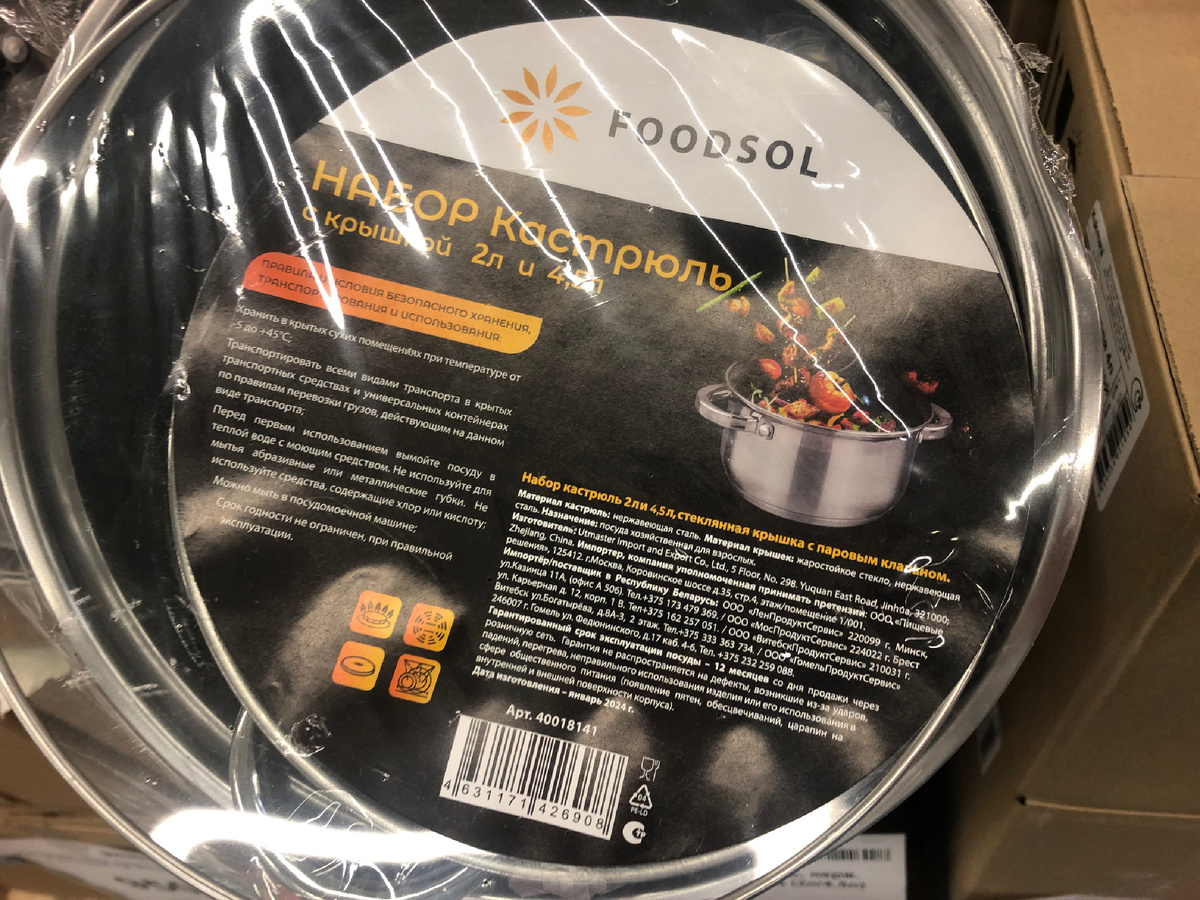 FOODSOL
НАБОР Кастрюль
с крышкой 2л и 4,5л
ПРАВИЛА И УСЛОВИЯ БЕЗОПАСНОГО ХРАНЕНИЯ,
ТРАНСПОРТИРОВАНИЯ И ИСПОЛЬЗОВАНИЯ:
Хранить в крытых сухих помещениях при температуре от
-5 до +45°C;
Транспортировать всеми видами транспорта в крытых
транспортных средствах и универсальных контейнерах
по правилам перевозки грузов, действующим на данном
виде транспорта;
Перед первым использованием вымойте посуду в
теплой воде с моющим средством. Не используйте для
мытья абразивные или металлические губки. Не
используйте средства, содержащие хлор или кислоту;
Можно мыть в посудомоечной машине;
Срок годности не ограничен, при правильной
эксплуатации.
Набор кастрюль 2ли 4,5л, стеклянная крышка с паровым клапаном.
Материал кастрюль: нержавеющая сталь. Материал крышек: жаростойкое стекло, нержавеющая
сталь. Назначение: посуда хозяйственная для взрослых.
Изготовитель: Utmaster Import and Export Co., Ltd., 5 Floor, No. 298. Yuquan East Road, Jinhua, 321000;
Zhejiang, China. Импортер, компания уполномоченная принимать претензий: ООО „Пищевые
решения», 125412, г.Москва, Коровинское шоссе д.35, стр.4, этаж/помещение 1/001.
Импортёр/поставщик в Республику Беларусь: ООО «ЛенПродуктСервис» 220099 г. Минск,
ул.Казинца 11А, (офис А 506). Тел.+375 173 479 369. / ООО «МосПродуктСервис» 224022 г. Брест
ул. Карьерная д. 12, корп. 1 В, Тел+375 162 257 051. / ООО «ВитебскПродуктСервис» 210031 г.
Витебск ул.Богатырёва, д.8А-3, 2 этаж. Тел.+375 333 363 734. / ООО «ГомельПродуктСервис»
246007 г. Гомель ул. Федюнинского, д.17 каб 4-6, Тел. +375 232 259 088.
Гарантированный срок эксплуатации посуды – 12 месяцев со дня продажи через
розничную сеть. Гарантия не распространяется на дефекты, возникшие из-за ударов,
падений, перегрева, неправильного использования изделия или его использования в
сфере общественного питания (появление пятен, обесцвечиваний, царапин на
внутренней и внешней поверхности корпуса).
Дата изготовления – январь 2024 г.
Арт. 40018141
4 631171 426908
04
PE-LD